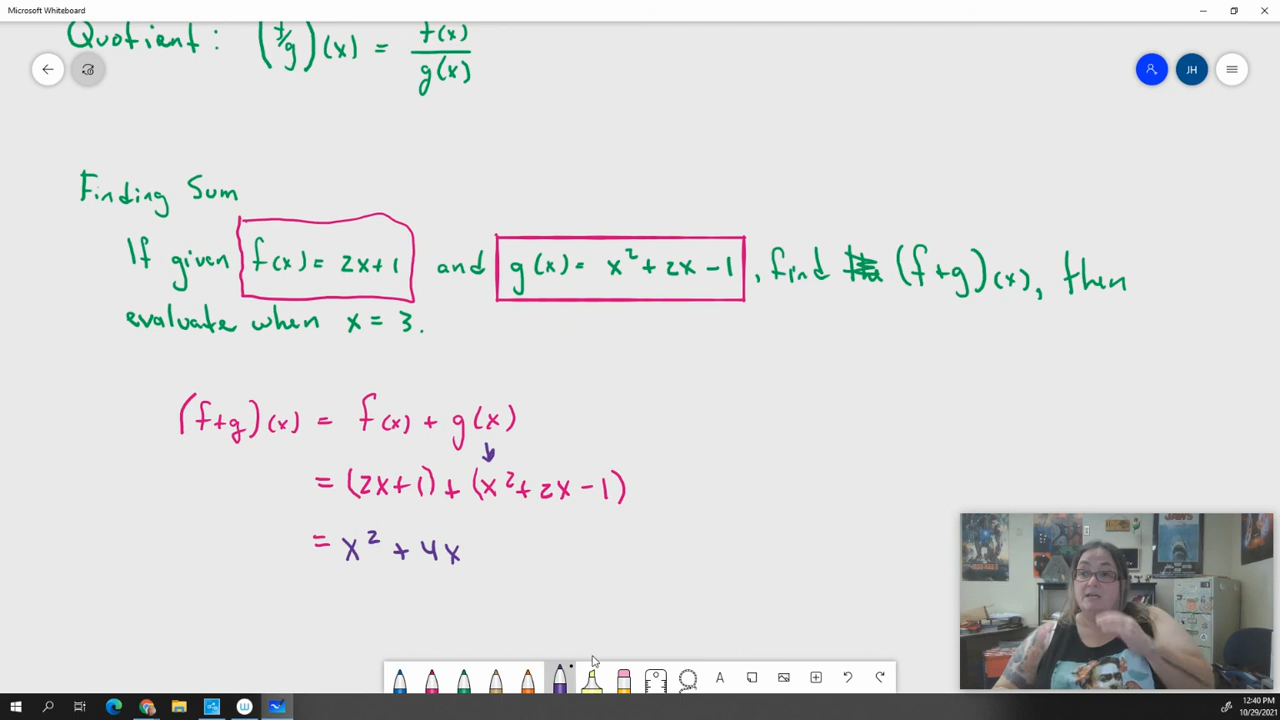 Microsoft Whiteboard
Quotient : (f/g)(x) = f(x)/g(x)
JH
Finding Sum
If given f(x) = 2x+1 and g(x) = x² + 2x - 1, find (f+g)(x), then
evaluate when x = 3.
(f+g)(x) = f(x) + g(x)
= (2x+1) + (x²+2x-1)
= x² + 4x
JAWS
A
12:40 PM
10/29/2021